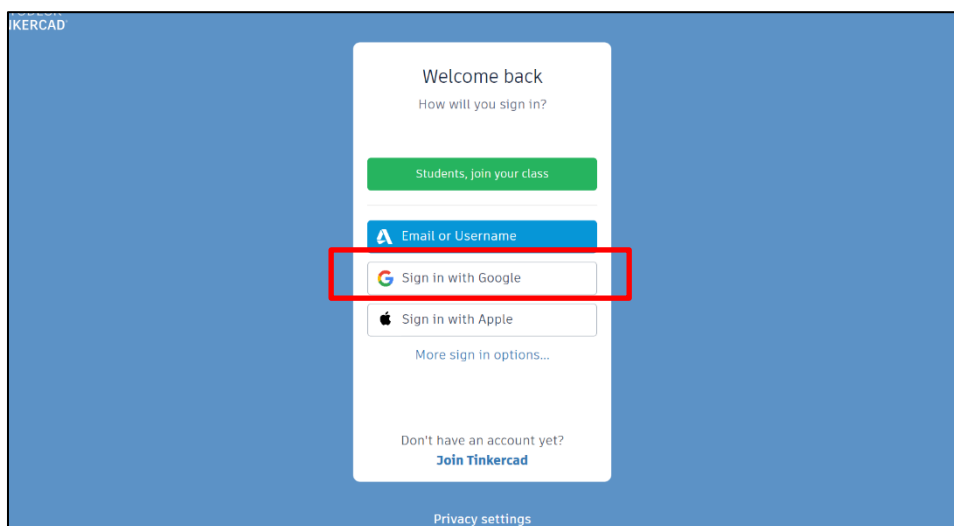 IKERCAD
Welcome back
How will you sign in?
Students, join your class
Email or Username
Sign in with Google
Sign in with Apple
More sign in options...
Don't have an account yet?
Join Tinkercad
Privacy settings